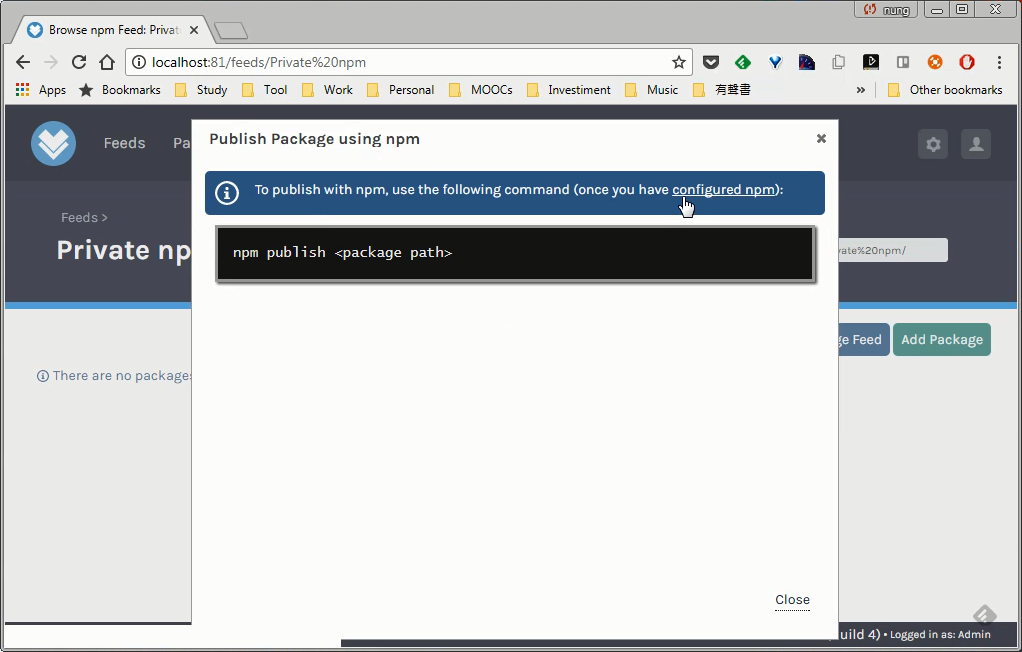 nung
Browse npm Feed: Privat
localhost:81/feeds/Private%20npm
Apps Bookmarks Study Tool Work Personal MOOCs Investiment Music 有聲書 » Other bookmarks
Publish Package using npm
Feeds Pa
To publish with npm, use the following command (once you have configured npm):
Feeds >
Private np
vate%20npm/
npm publish <package path>
ge Feed Add Package
There are no packages
Close
uild 4) • Logged in as: Admin